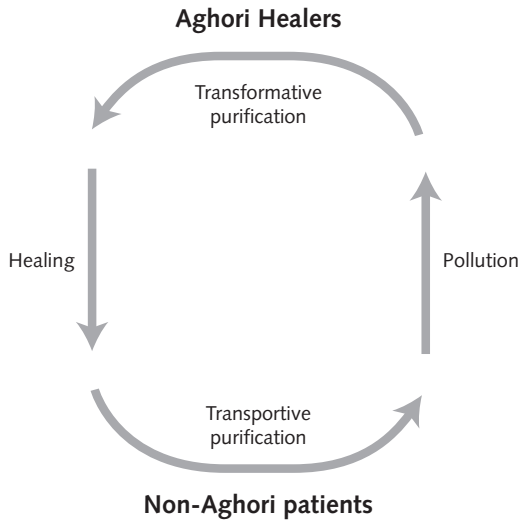 Aghori Healers
Transformative
purification
Healing
Pollution
Transportive
purification
Non-Aghori patients